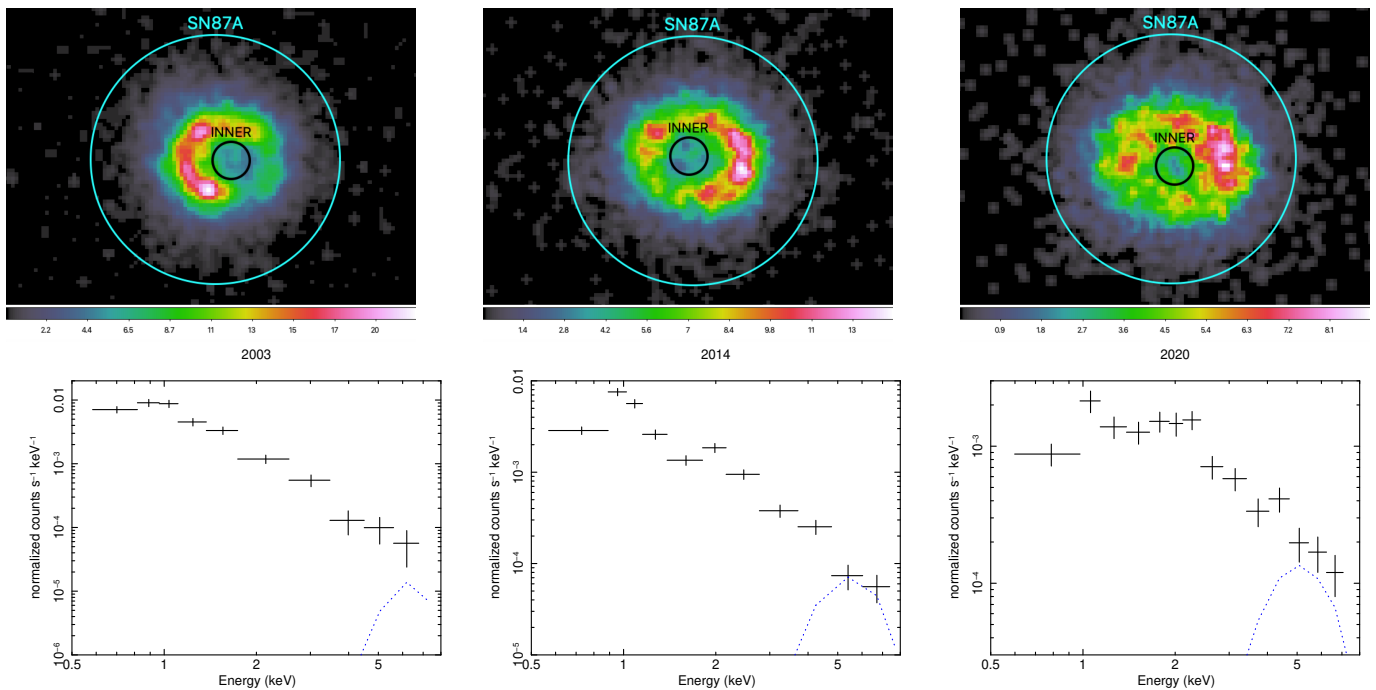 SN87A
INNER
2.2 4.4 6.5 8.7 11 13 15 17 20
SN87A
INNER
1.4 2.8 4.2 5.6 7 8.4 9.8 11 13
SN87A
INNER
0.9 1.8 2.7 3.6 4.5 5.4 6.3 7.2 8.1
2003
normalized counts s⁻¹ keV⁻¹
0.01
10⁻³
10⁻⁴
10⁻⁵
10⁻⁶
0.5 1 2 5
Energy (keV)
2014
normalized counts s⁻¹ keV⁻¹
0.01
10⁻³
10⁻⁴
10⁻⁵
0.5 1 2 5
Energy (keV)
2020
normalized counts s⁻¹ keV⁻¹
10⁻³
10⁻⁴
0.5 1 2 5
Energy (keV)